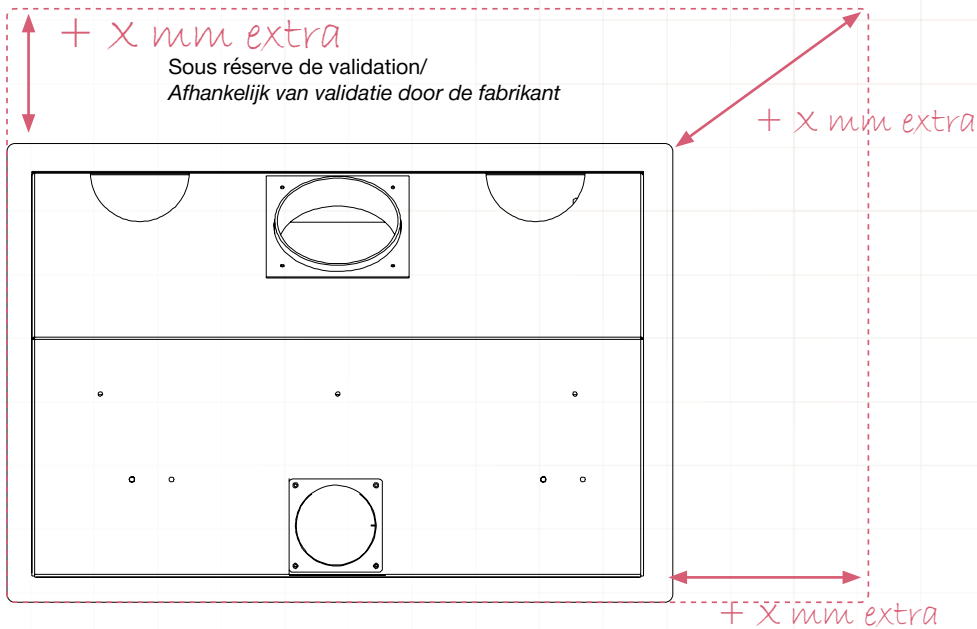 + X mm extra
Sous réserve de validation/
Afhankelijk van validatie door de fabrikant
+ X mm extra
+ X mm extra